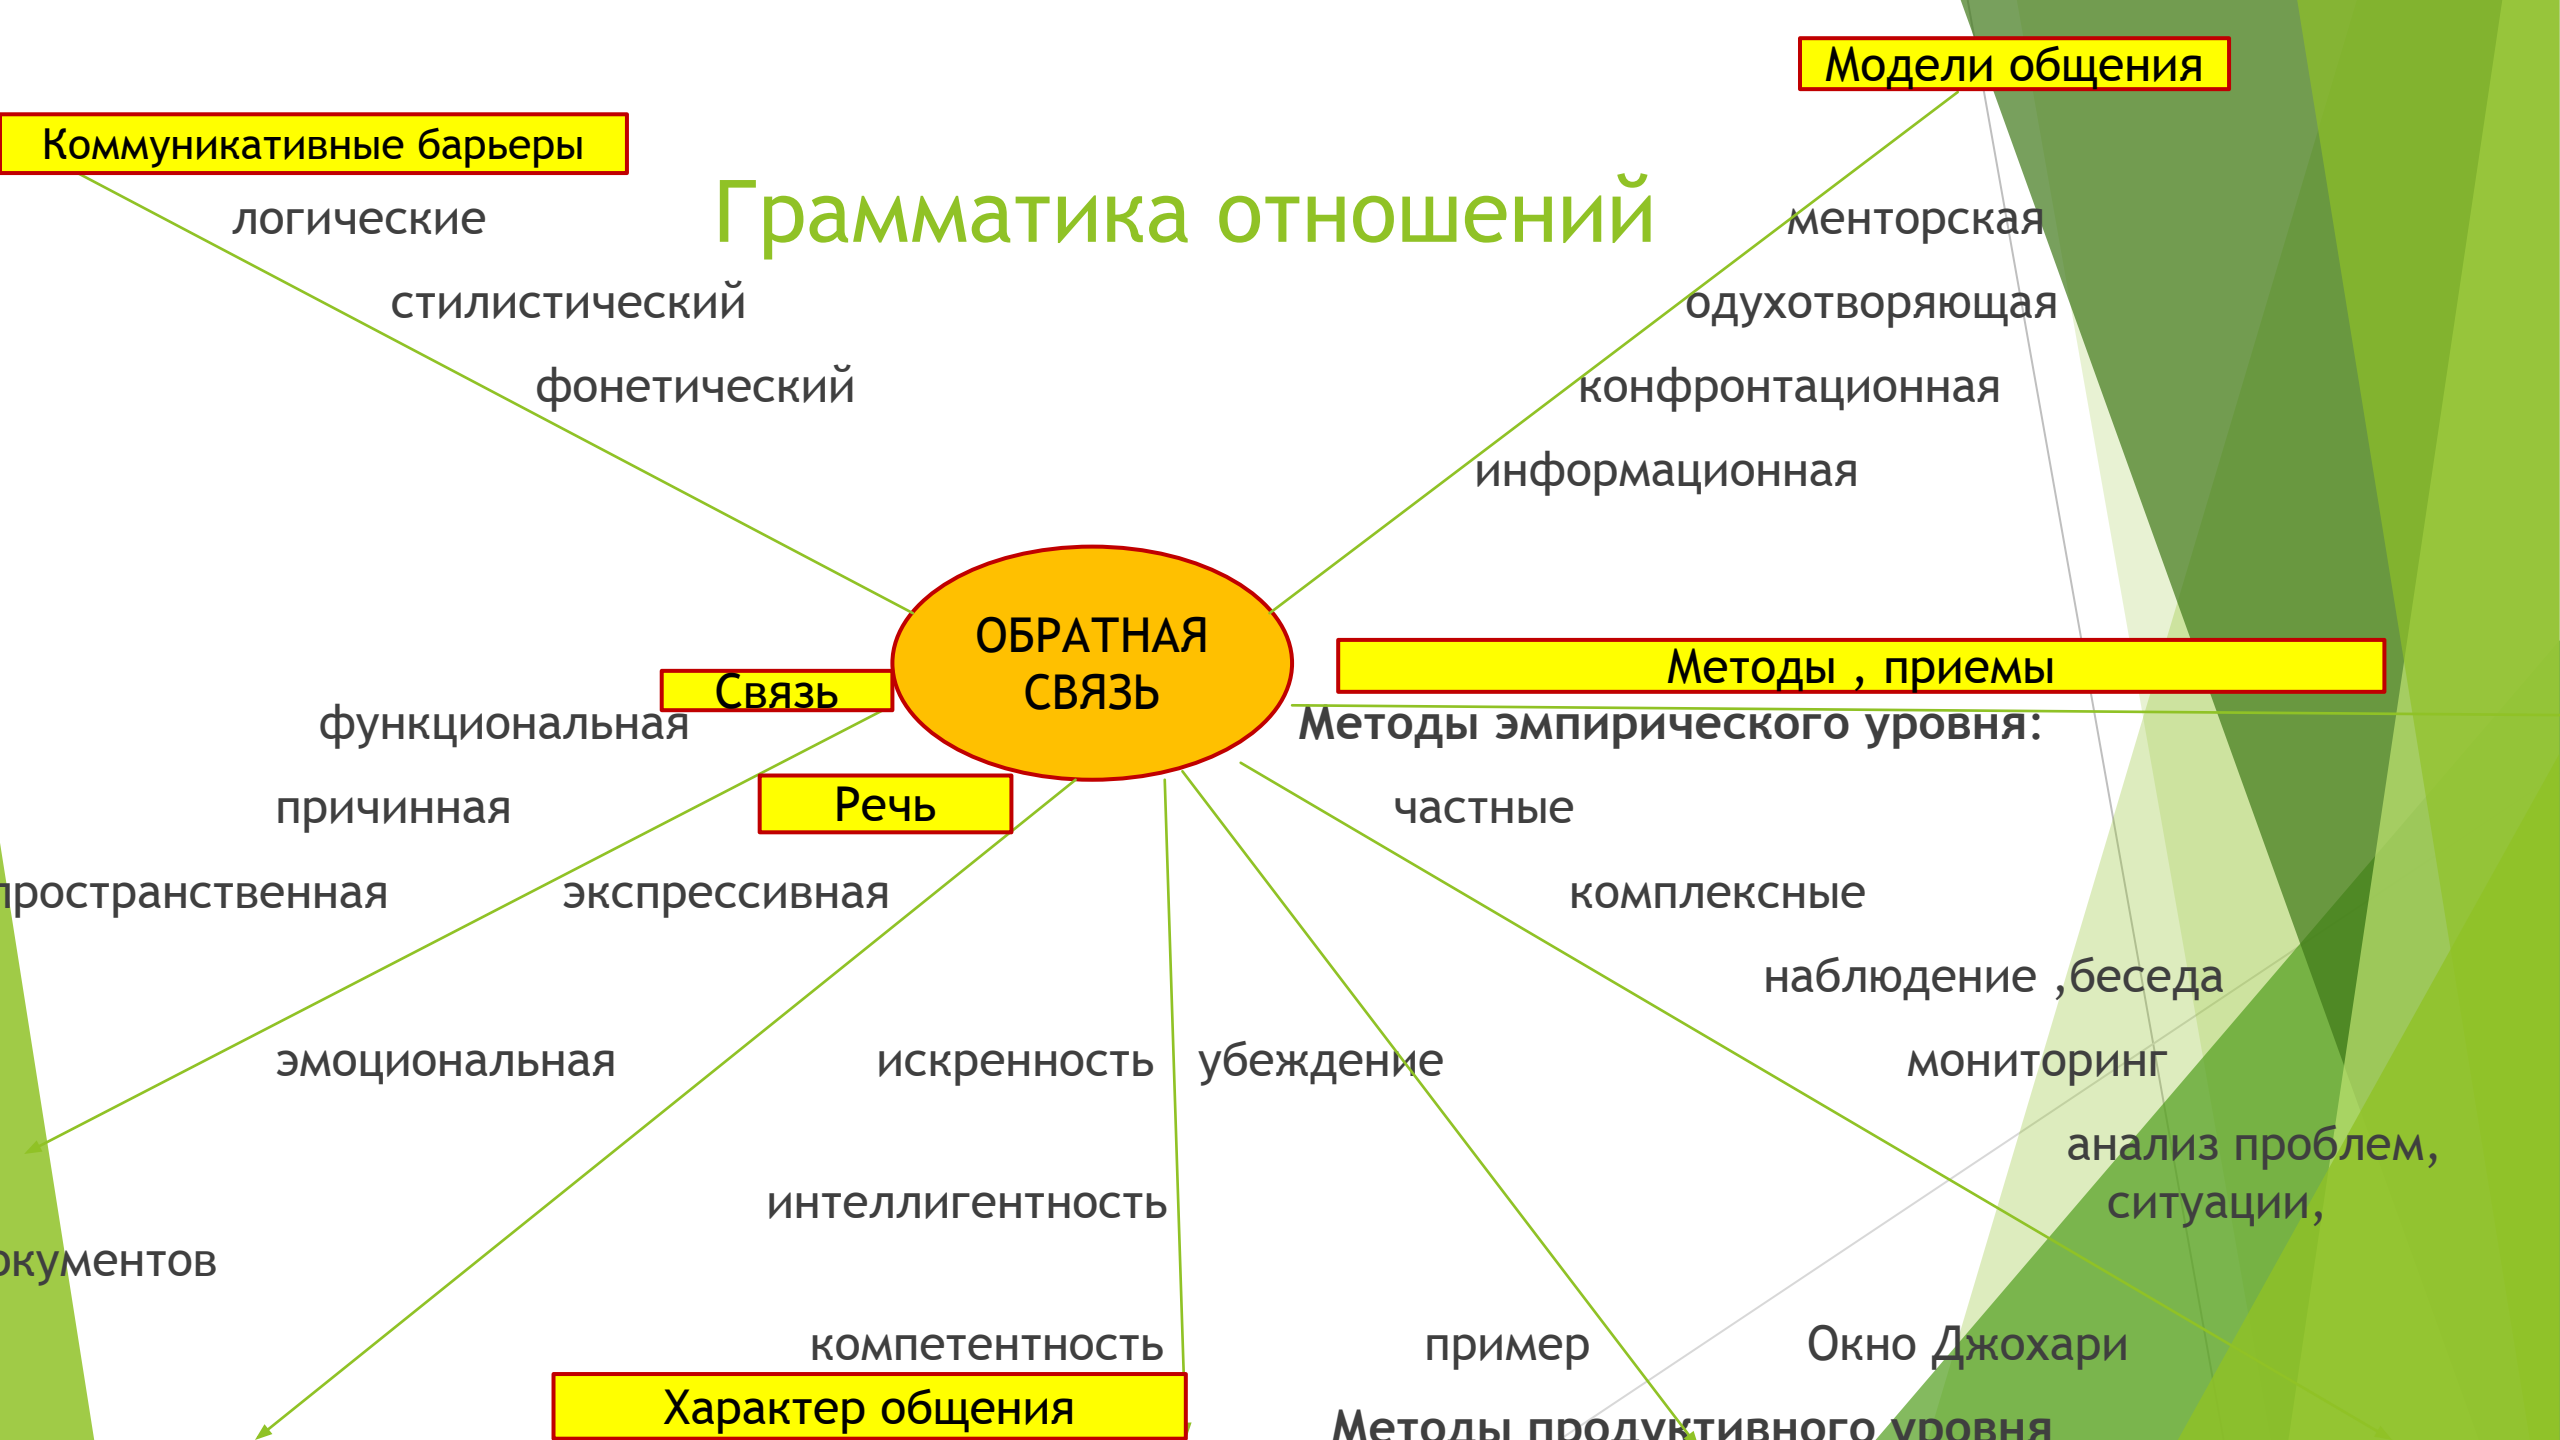 Модели общения
Коммуникативные барьеры
Грамматика отношений
логические
менторская
стилистический
одухотворяющая
фонетический
конфронтационная
информационная
ОБРАТНАЯ
СВЯЗЬ
Методы , приемы
Связь
функциональная
Методы эмпирического уровня:
Речь
причинная
частные
пространственная
экспрессивная
комплексные
наблюдение ,беседа
эмоциональная
искренность убеждение
мониторинг
анализ проблем,
интеллигентность
ситуации,
окументов
компетентность
пример
Окно Джохари
Характер общения
Методы продуктивного уровня